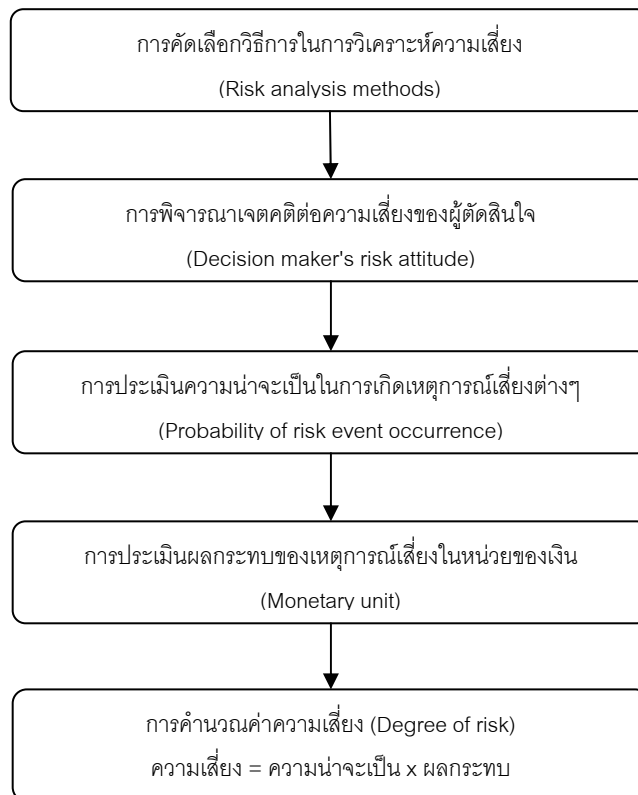 การคัดเลือกวิธีการในการวิเคราะห์ความเสี่ยง
(Risk analysis methods)
การพิจารณาเจตคติต่อความเสี่ยงของผู้ตัดสินใจ
(Decision maker's risk attitude)
การประเมินความน่าจะเป็นในการเกิดเหตุการณ์เสี่ยงต่างๆ
(Probability of risk event occurrence)
การประเมินผลกระทบของเหตุการณ์เสี่ยงในหน่วยของเงิน
(Monetary unit)
การคำนวณค่าความเสี่ยง (Degree of risk)
ความเสี่ยง = ความน่าจะเป็น x ผลกระทบ